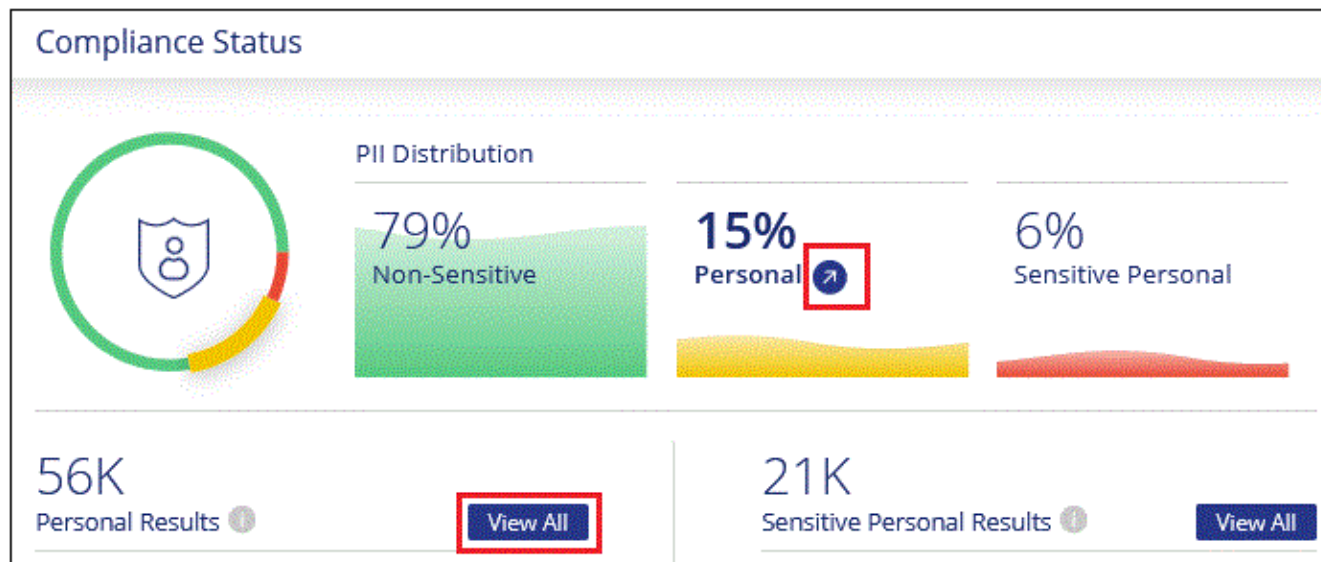 Compliance Status
PII Distribution
79%
Non-Sensitive
15%
Personal
6%
Sensitive Personal
56K
Personal Results
View All
21K
Sensitive Personal Results
View All